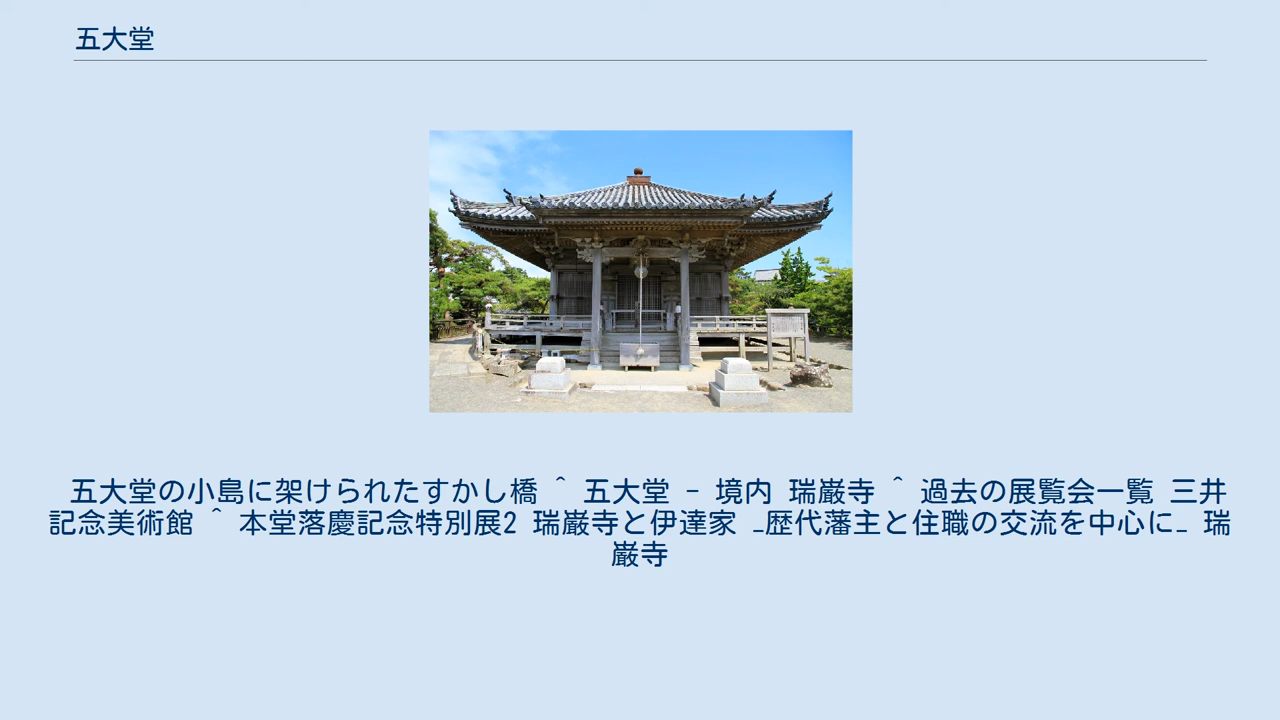 五大堂
五大堂の小島に架けられたすかし橋 ^ 五大堂 - 境内 瑞巌寺 ^ 過去の展覧会一覧 三井
記念美術館 ^ 本堂落慶記念特別展2 瑞巌寺と伊達家 _歴代藩主と住職の交流を中心に_ 瑞
巌寺